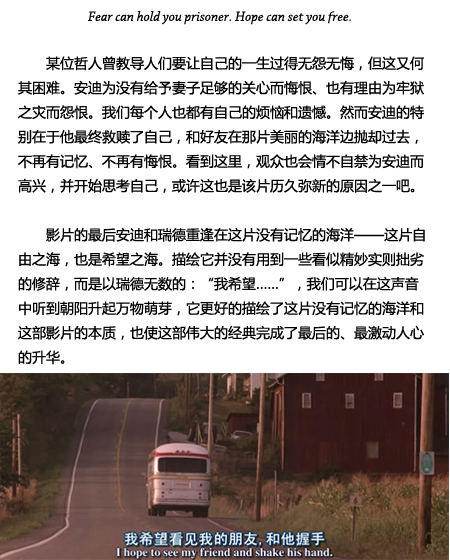 Fear can hold you prisoner. Hope can set you free.
某位哲人曾教导人们要让自己的一生过得无怨无悔，但这又何
其困难。安迪为没有给予妻子足够的关心而悔恨、也有理由为牢狱
之灾而怨恨。我们每个人也都有自己的烦恼和遗憾。然而安迪的特
别在于他最终救赎了自己，和好友在那片美丽的海洋边抛却过去，
不再有记忆、不再有悔恨。看到这里，观众也会情不自禁为安迪而
高兴，并开始思考自己，或许这也是该片历久弥新的原因之一吧。
影片的最后安迪和瑞德重逢在这片没有记忆的海洋——这片自
由之海，也是希望之海。描绘它并没有用到一些看似精妙实则拙劣
的修辞，而是以瑞德无数的：“我希望……”，我们可以在这声音
中听到朝阳升起万物萌芽，它更好的描绘了这片没有记忆的海洋和
这部影片的本质，也使这部伟大的经典完成了最后的、最激动人心
的升华。
我希望看见我的朋友，和他握手
I hope to see my friend and shake his hand.